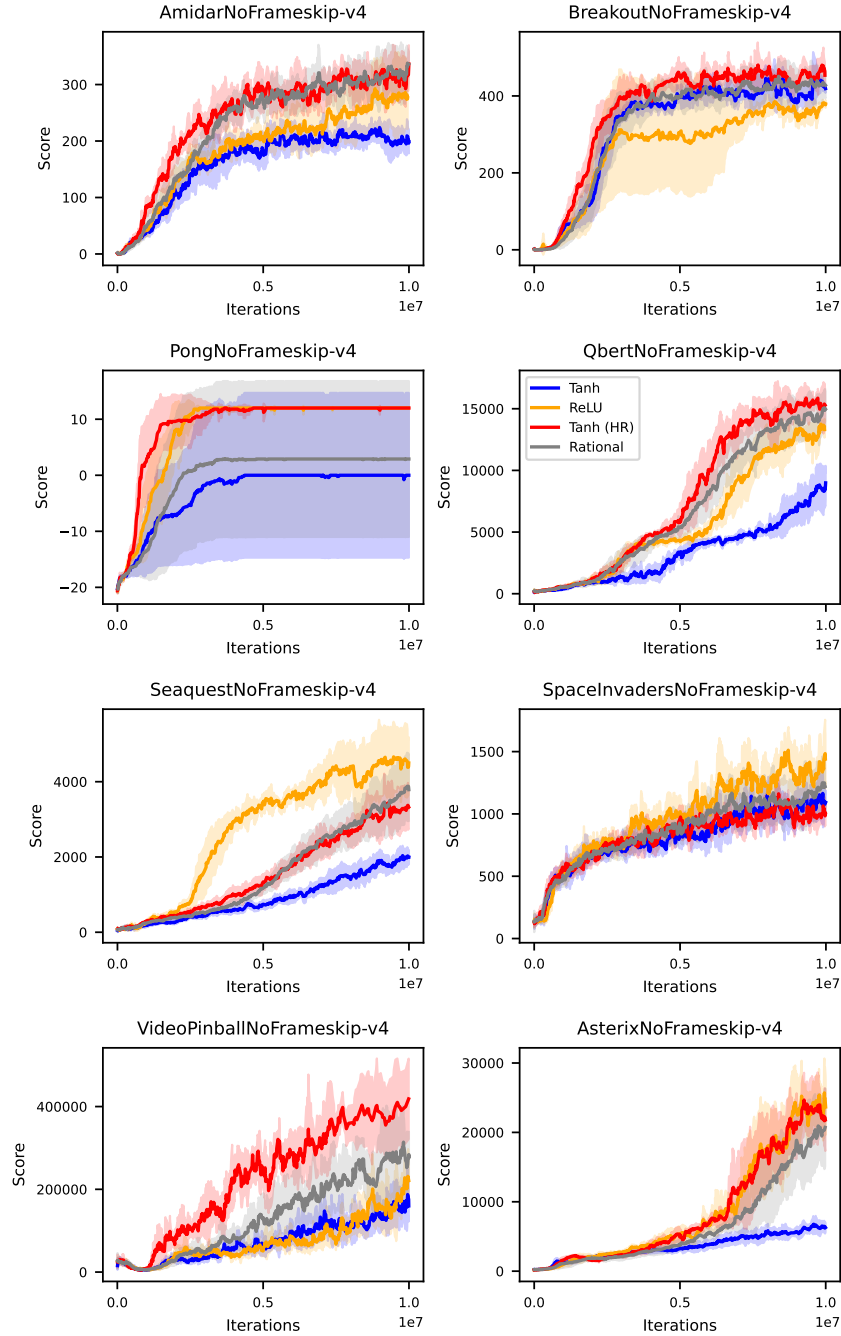 AmidarNoFrameskip-v4
BreakoutNoFrameskip-v4
Score
300
200
100
0
0.0
0.5
1.0
1e7
Iterations
Score
400
200
0
0.0
0.5
1.0
1e7
Iterations
PongNoFrameskip-v4
QbertNoFrameskip-v4
Score
10
0
−10
−20
0.0
0.5
1.0
1e7
Iterations
Score
15000
10000
5000
0
Tanh
ReLU
Tanh (HR)
Rational
0.0
0.5
1.0
1e7
Iterations
SeaquestNoFrameskip-v4
SpaceInvadersNoFrameskip-v4
Score
4000
2000
0
0.0
0.5
1.0
1e7
Iterations
Score
1500
1000
500
0
0.0
0.5
1.0
1e7
Iterations
VideoPinballNoFrameskip-v4
AsterixNoFrameskip-v4
Score
400000
200000
0
0.0
0.5
1.0
1e7
Iterations
Score
30000
20000
10000
0
0.0
0.5
1.0
1e7
Iterations